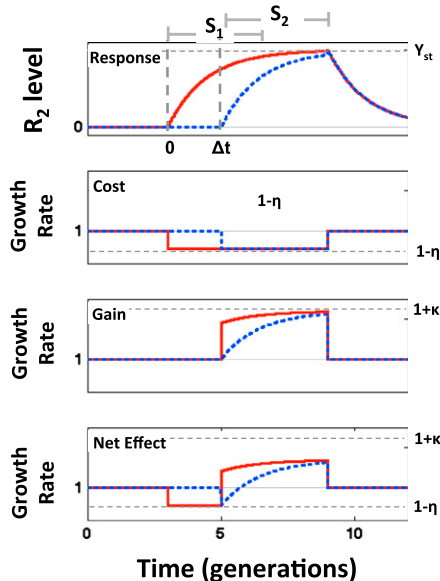 S1 S2
Response
Yst
R2 level
0
0 Δt
Cost
1-η
Growth Rate
1
1-η
Gain
1+κ
Growth Rate
1
Net Effect
1+κ
Growth Rate
1
1-η
0 5 10
Time (generations)